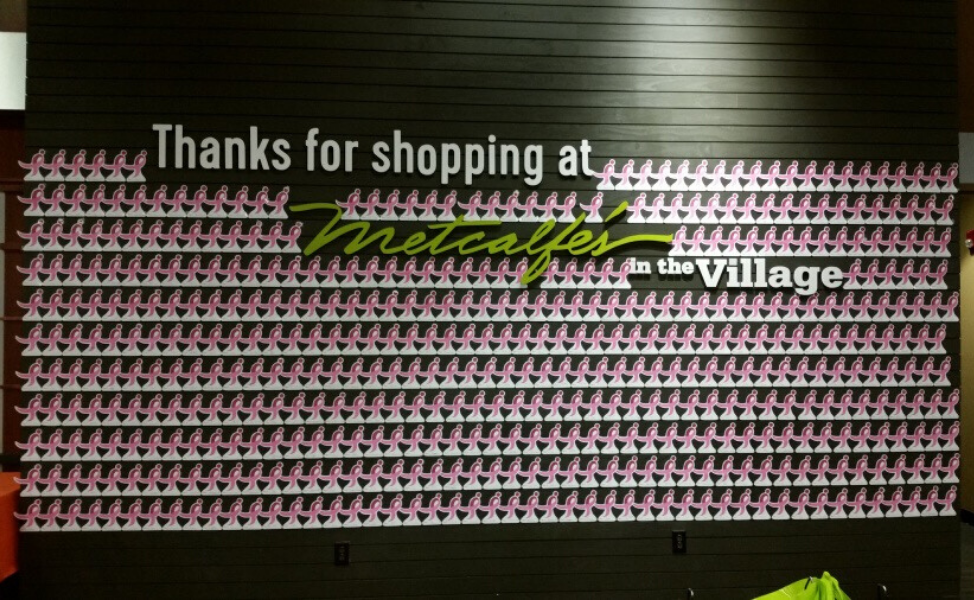 Thanks for shopping at
Metcalfe's
in the Village